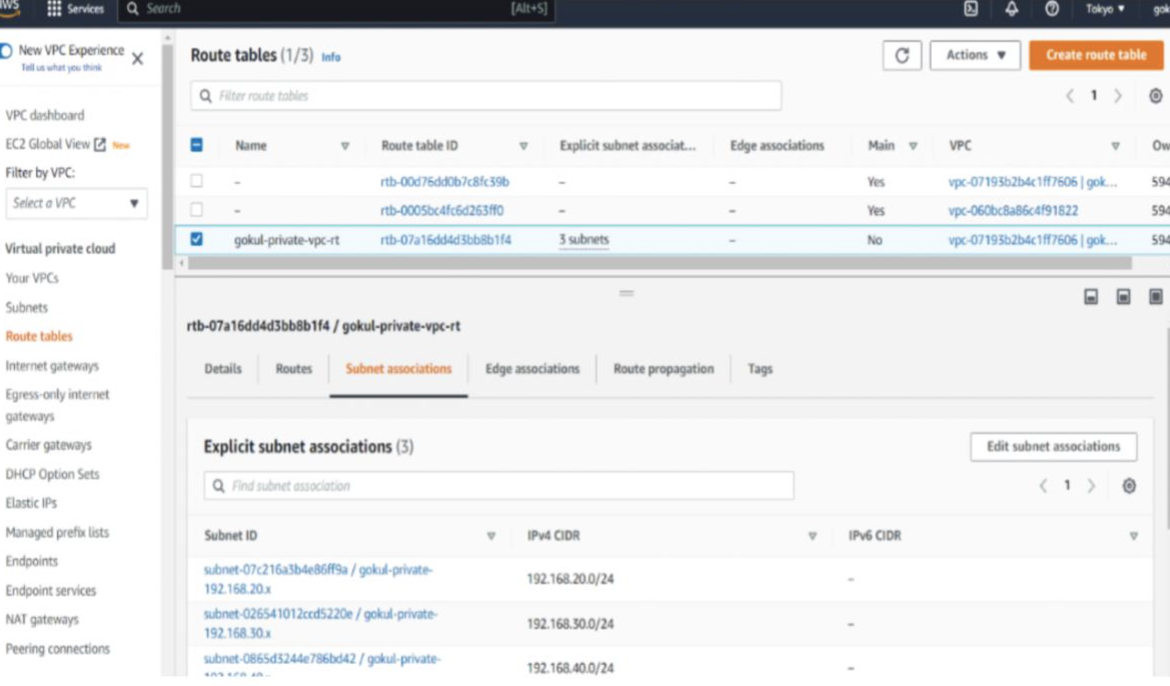 aws Services Search [Alt+S] Tokyo ▼ gok
New VPC Experience
Tell us what you think
Route tables (1/3) Info
Actions ▼ Create route table
Filter route tables
1
VPC dashboard
EC2 Global View New
Filter by VPC:
Select a VPC
Virtual private cloud
Your VPCs
Subnets
Route tables
Internet gateways
Egress-only internet
gateways
Carrier gateways
DHCP Option Sets
Elastic IPs
Managed prefix lists
Endpoints
Endpoint services
NAT gateways
Peering connections
Name Route table ID Explicit subnet associat... Edge associations Main VPC Ow
– rtb-00d76dd0b7c8fc39b – – Yes vpc-07193b2b4c1ff7606 | gok... 594
– rtb-0005bc4fc6d263ff0 – – Yes vpc-060bc8a86c4f91822 594
gokul-private-vpc-rt rtb-07a16dd4d3bb8b1f4 3 subnets – No vpc-07193b2b4c1ff7606 | gok... 594
rtb-07a16dd4d3bb8b1f4 / gokul-private-vpc-rt
Details Routes Subnet associations Edge associations Route propagation Tags
Explicit subnet associations (3) Edit subnet associations
Find subnet association 1
Subnet ID IPv4 CIDR IPv6 CIDR
subnet-07c216a3b4e86ff9a / gokul-private-
192.168.20.x 192.168.20.0/24 –
subnet-026541012ccd5220e / gokul-private-
192.168.30.x 192.168.30.0/24 –
subnet-0865d3244e786bd42 / gokul-private-
192.168.40.x 192.168.40.0/24 –